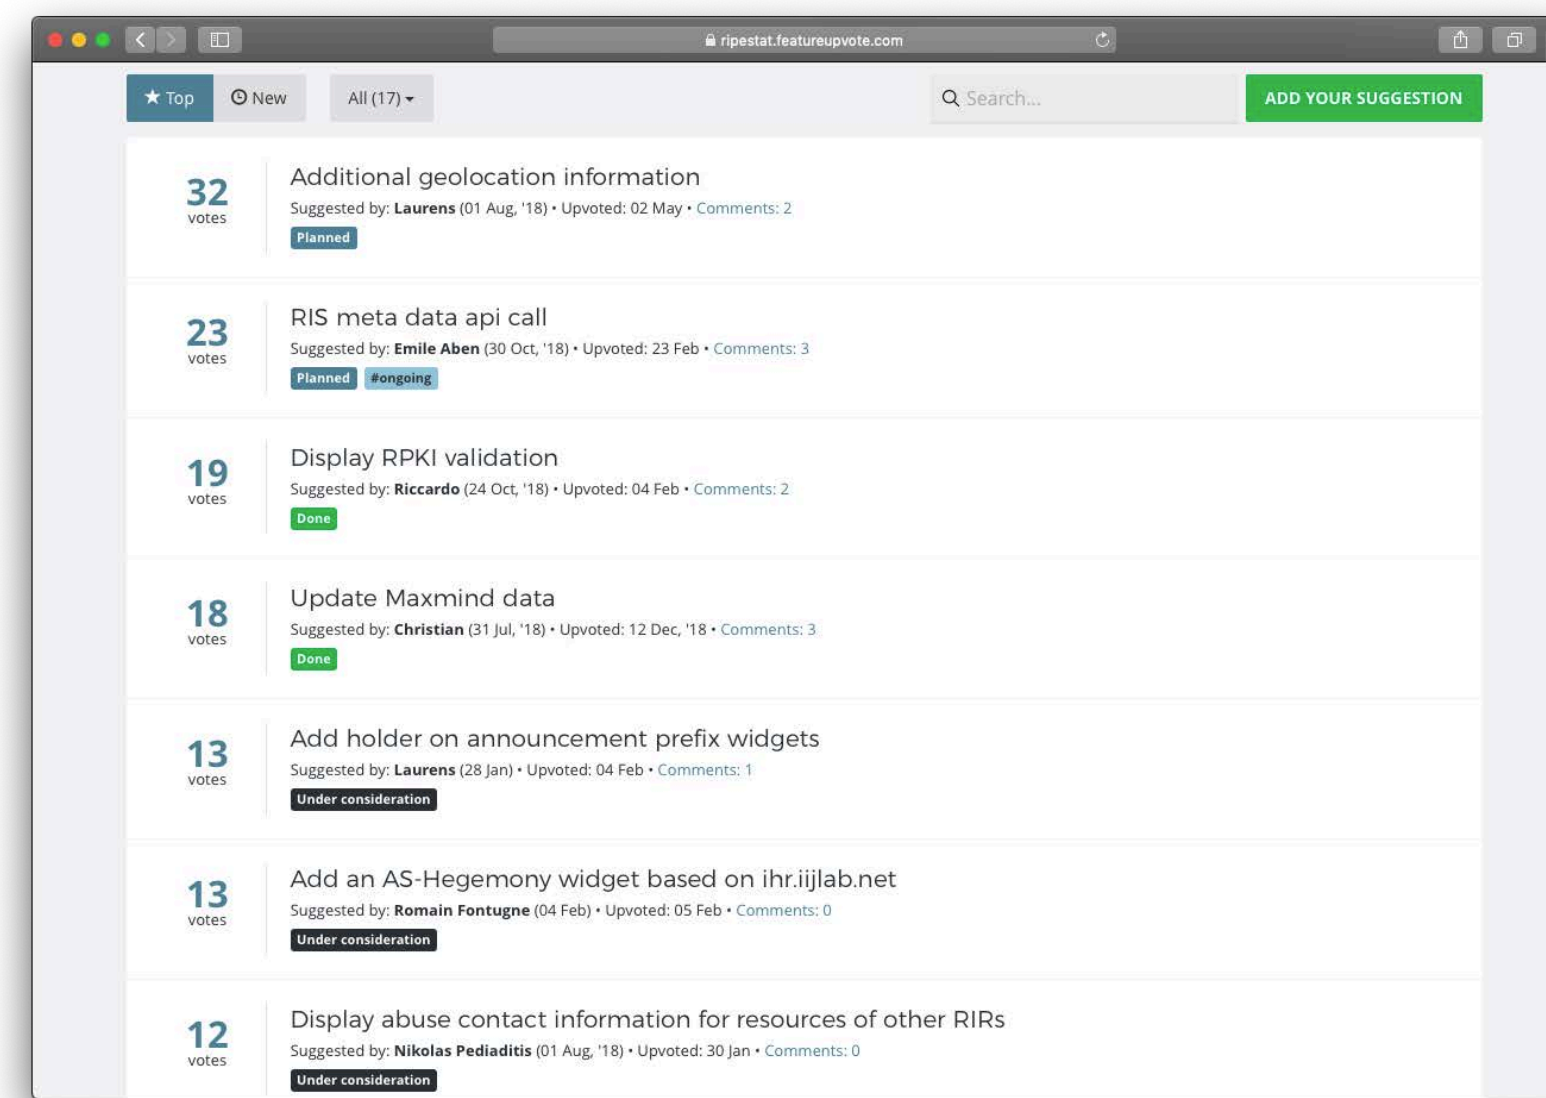 ripestat.featureupvote.com
Top New All (17) Search... ADD YOUR SUGGESTION
32
votes
Additional geolocation information
Suggested by: Laurens (01 Aug, '18) • Upvoted: 02 May • Comments: 2
Planned
23
votes
RIS meta data api call
Suggested by: Emile Aben (30 Oct, '18) • Upvoted: 23 Feb • Comments: 3
Planned #ongoing
19
votes
Display RPKI validation
Suggested by: Riccardo (24 Oct, '18) • Upvoted: 04 Feb • Comments: 2
Done
18
votes
Update Maxmind data
Suggested by: Christian (31 Jul, '18) • Upvoted: 12 Dec, '18 • Comments: 3
Done
13
votes
Add holder on announcement prefix widgets
Suggested by: Laurens (28 Jan) • Upvoted: 04 Feb • Comments: 1
Under consideration
13
votes
Add an AS-Hegemony widget based on ihr.iijlab.net
Suggested by: Romain Fontugne (04 Feb) • Upvoted: 05 Feb • Comments: 0
Under consideration
12
votes
Display abuse contact information for resources of other RIRs
Suggested by: Nikolas Pediaditis (01 Aug, '18) • Upvoted: 30 Jan • Comments: 0
Under consideration